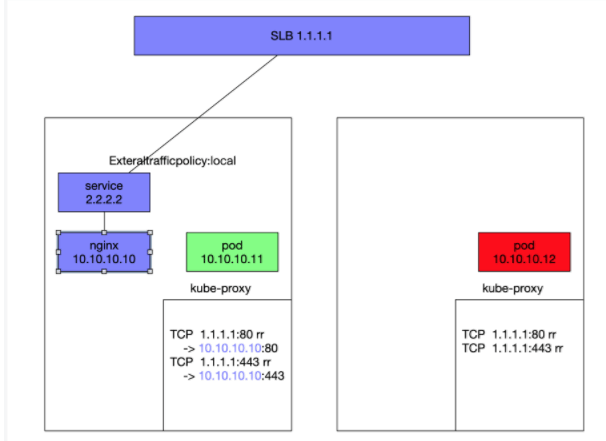 SLB 1.1.1.1
Exteraltrafficpolicy:local
service
2.2.2.2
nginx
10.10.10.10
pod
10.10.10.11
kube-proxy
TCP 1.1.1.1:80 rr
-> 10.10.10.10:80
TCP 1.1.1.1:443 rr
-> 10.10.10.10:443
pod
10.10.10.12
kube-proxy
TCP 1.1.1.1:80 rr
TCP 1.1.1.1:443 rr